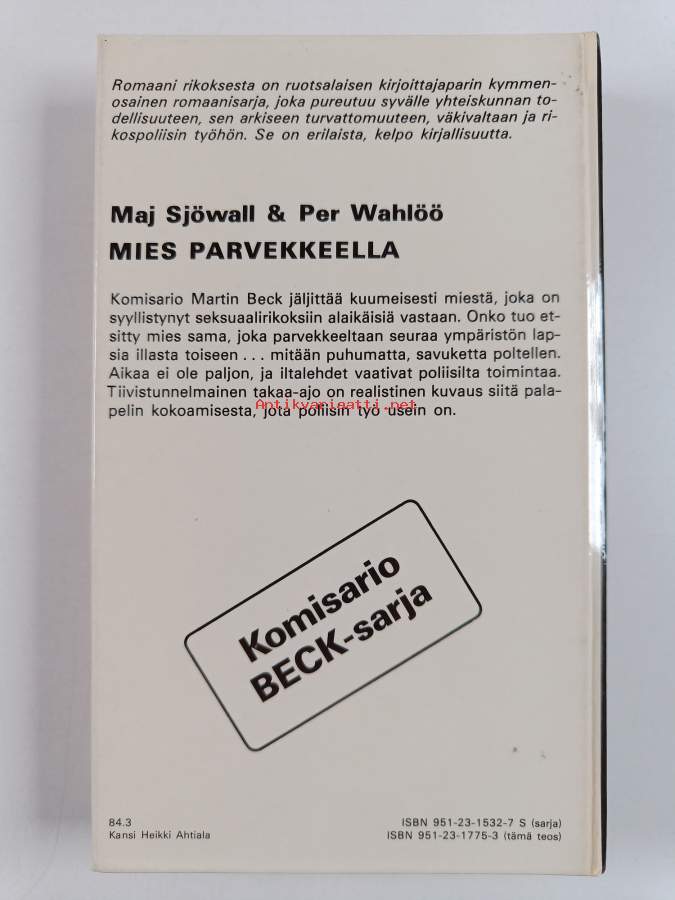 Romaani rikoksesta on ruotsalaisen kirjoittajaparin kymmen-
osainen romaanisarja, joka pureutuu syvälle yhteiskunnan to-
dellisuuteen, sen arkiseen turvattomuuteen, väkivaltaan ja ri-
kospoliisin työhön. Se on erilaista, kelpo kirjallisuutta.
Maj Sjöwall & Per Wahlöö
MIES PARVEKKEELLA
Komisario Martin Beck jäljittää kuumeisesti miestä, joka on
syyllistynyt seksuaalirikoksiin alaikäisiä vastaan. Onko tuo et-
sitty mies sama, joka parvekkeeltaan seuraa ympäristön lap-
sia illasta toiseen . . . mitään puhumatta, savuketta poltellen.
Aikaa ei ole paljon, ja iltalehdet vaativat poliisilta toimintaa.
Tiivistunnelmainen takaa-ajo on realistinen kuvaus siitä pala-
pelin kokoamisesta, jota poliisin työ usein on.
Antikvariaatti.net
Komisario
BECK-sarja
84.3
Kansi Heikki Ahtiala
ISBN 951-23-1532-7 S (sarja)
ISBN 951-23-1775-3 (tämä teos)